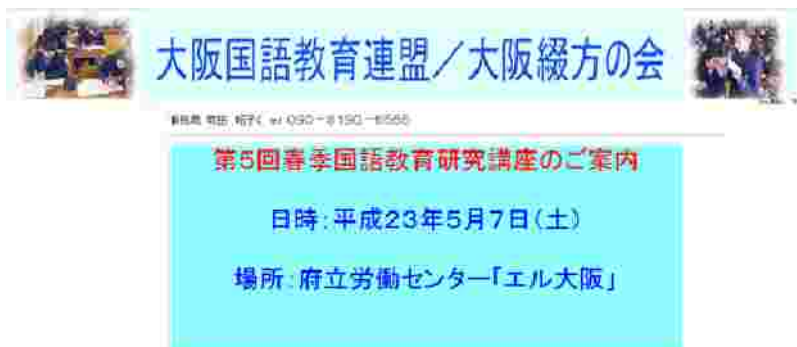 大阪国語教育連盟／大阪綴方の会
第5回春季国語教育研究講座のご案内
日時:平成23年5月7日(土)
場所:府立労働センター「エル大阪」